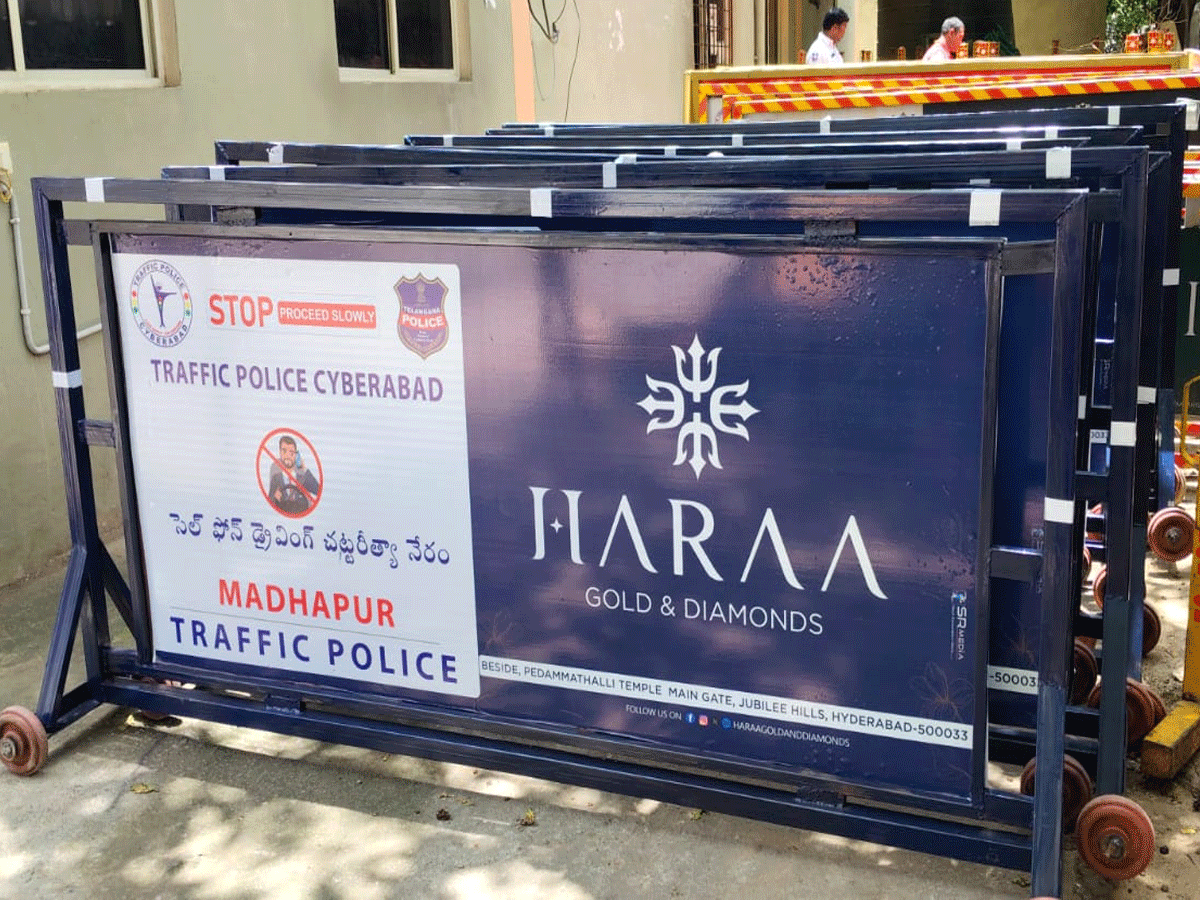 TRAFFIC POLICE
CYBERABAD
STOP PROCEED SLOWLY
TELANGANA
POLICE
TRAFFIC POLICE CYBERABAD
సెల్ ఫోన్ డ్రైవింగ్ చట్టరీత్యా నేరం
MADHAPUR
TRAFFIC POLICE
HARAA
GOLD & DIAMONDS
SR MEDIA
BESIDE, PEDAMMATHALLI TEMPLE MAIN GATE, JUBILEE HILLS, HYDERABAD-500033
FOLLOW US ON HARAAGOLDANDDIAMONDS
-500033